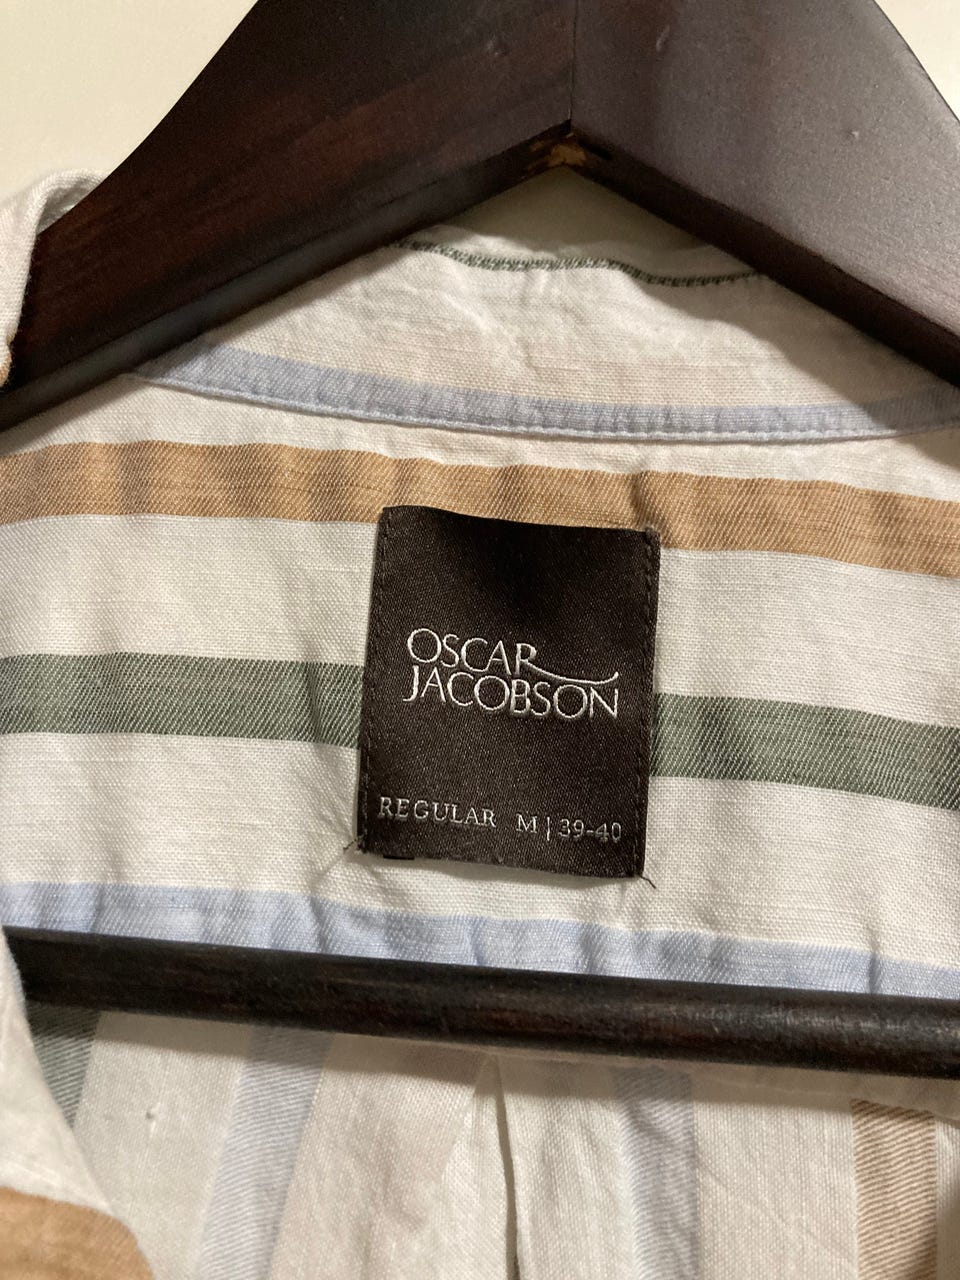 OSCAR
JACOBSON
REGULAR M | 39-40